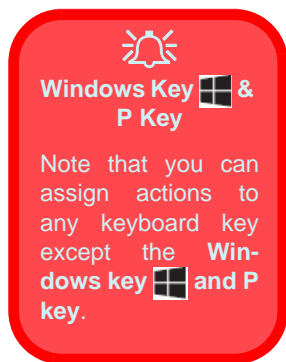 Windows Key &
P Key
Note that you can
assign actions to
any keyboard key
except the Win-
dows key and P
key.